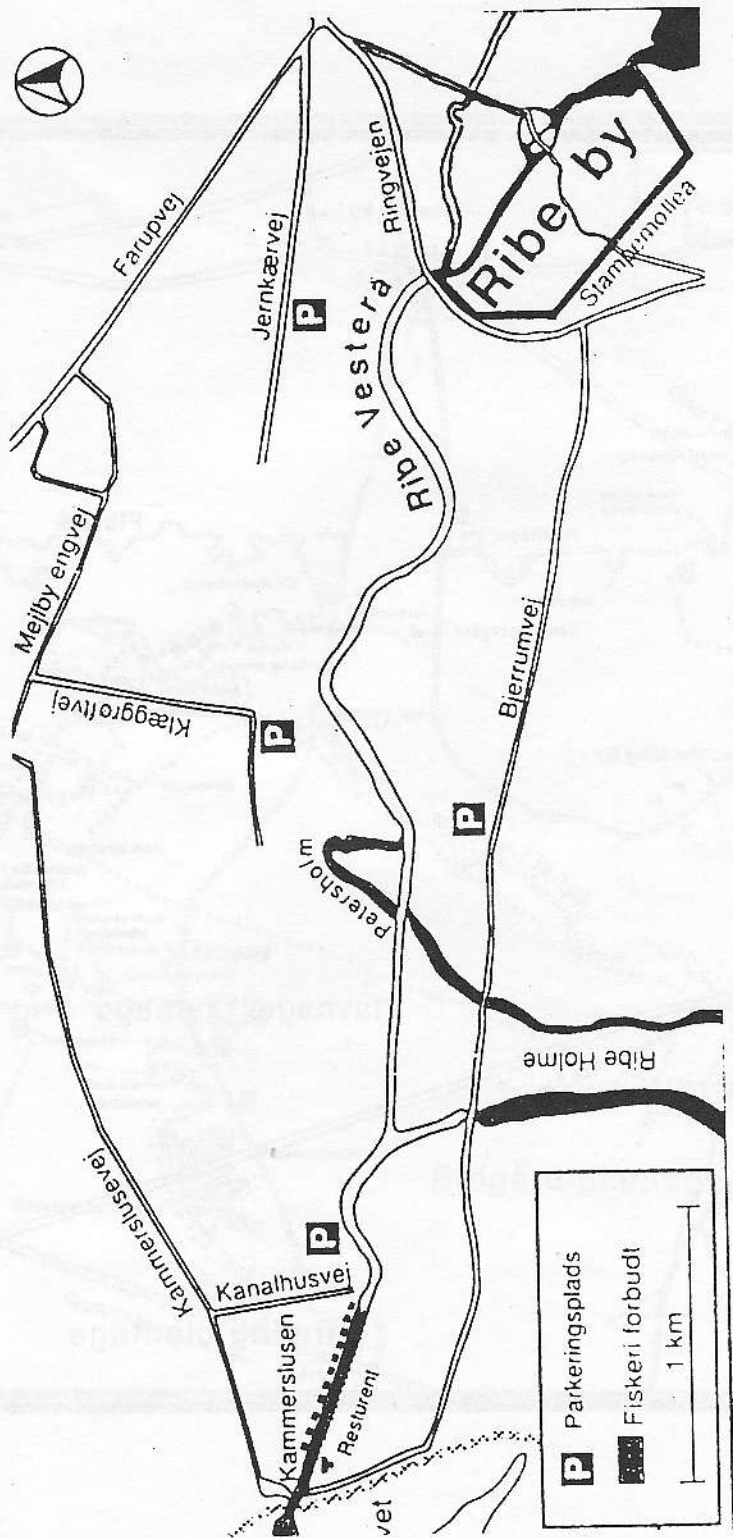 Farupvej
Jernkærvej
P
Ringvejen
Ribe by
Stampemøllea
Ribe Vesterå
Mejlby engvej
Klæggrøftvej
P
Bjerrumvej
P
Petersholm
Ribe Holme
Kammerslusevej
Kanalhusvej
P
Kammerslusen
Resturent
vet
P Parkeringsplads
Fiskeri forbudt
1 km